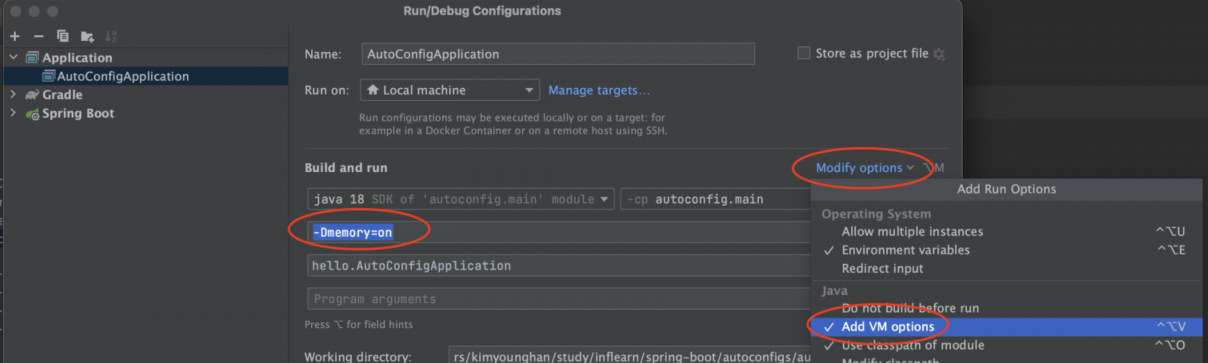 Run/Debug Configurations
Application
AutoConfigApplication
Gradle
Spring Boot
Name:
AutoConfigApplication
Store as project file
Run on:
Local machine
Manage targets...
Run configurations may be executed locally or on a target: for
example in a Docker Container or on a remote host using SSH.
Build and run
Modify options
⌥M
java 18 SDK of 'autoconfig.main' module
-cp autoconfig.main
-Dmemory=on
hello.AutoConfigApplication
Program arguments
Press ⌥ for field hints
Working directory:
rs/kimyounghan/study/inflearn/spring-boot/autoconfigs/au
Add Run Options
Operating System
Allow multiple instances ^⌥U
Environment variables ^⌥E
Redirect input
Java
Do not build before run
Add VM options ^⌥V
Use classpath of module ^⌥O
Modify classpath